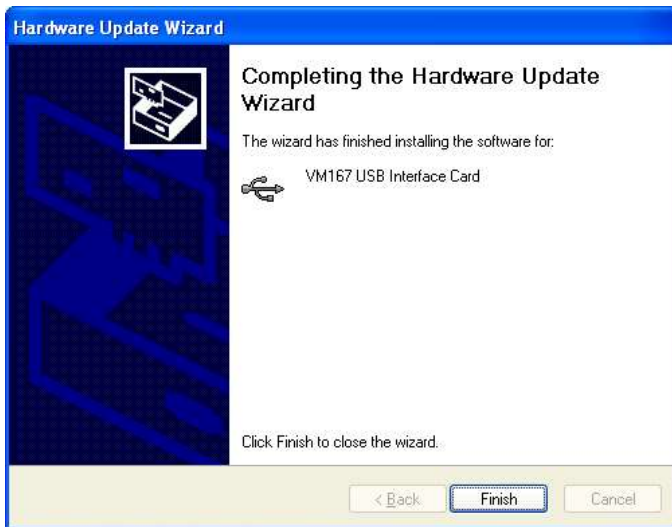 Hardware Update Wizard
Completing the Hardware Update
Wizard
The wizard has finished installing the software for:
VM167 USB Interface Card
Click Finish to close the wizard.
< Back
Finish
Cancel